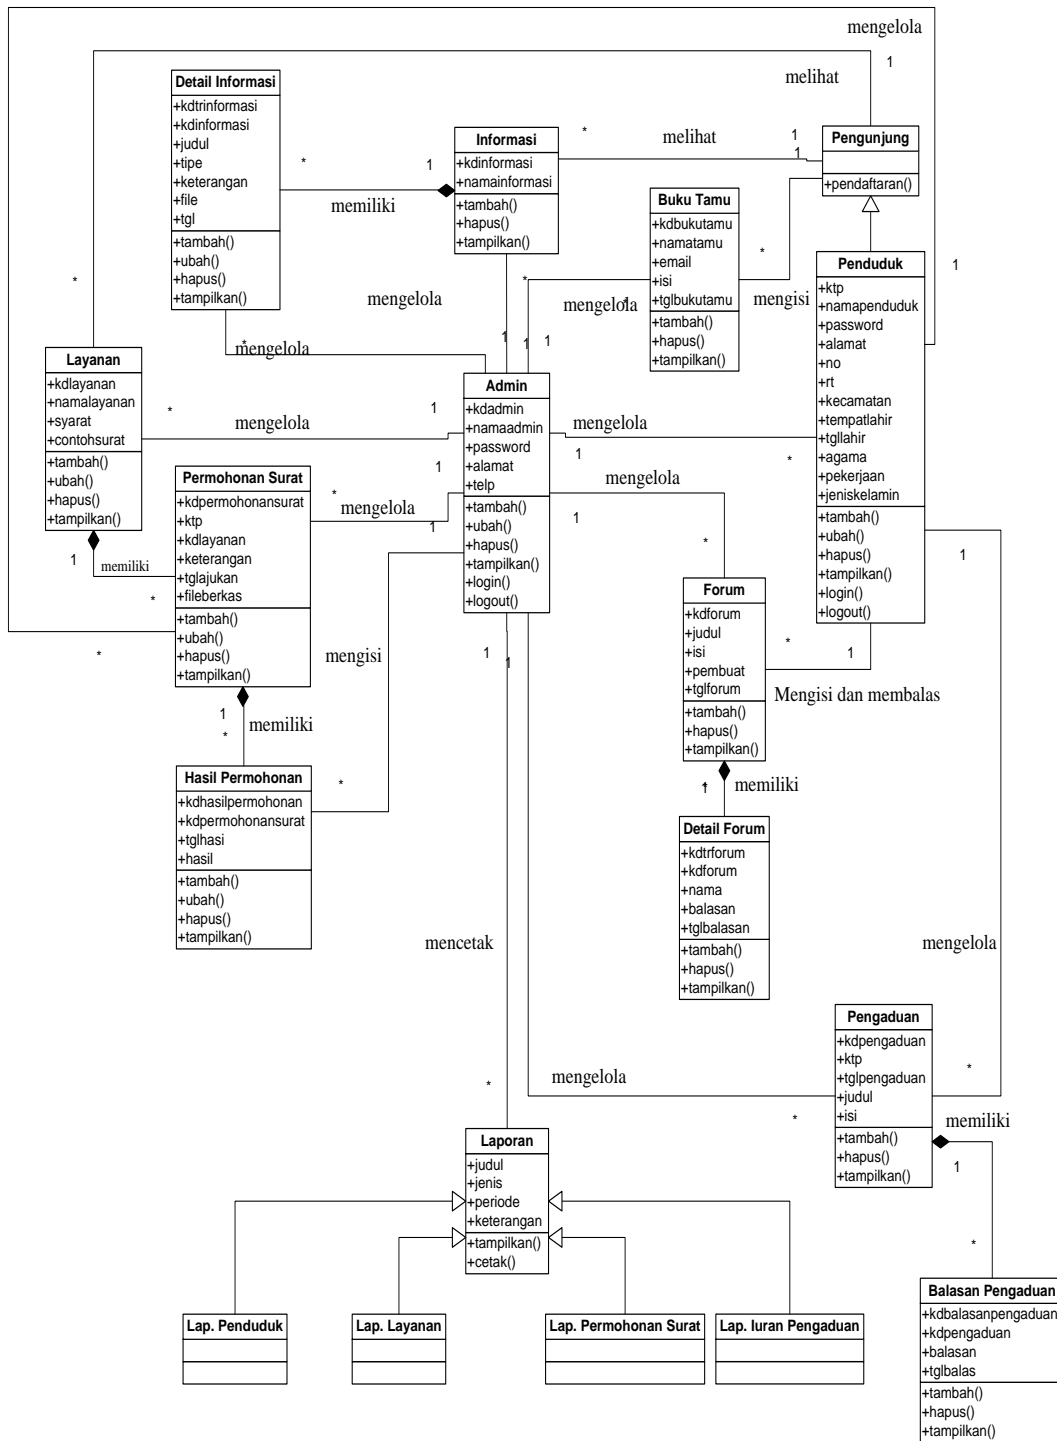 mengelola
1
melihat
Detail Informasi
+kdtrinformasi
+kdinformasi
+judul
+tipe
+keterangan
+file
+tgl
+tambah()
+ubah()
+hapus()
+tampilkan()
*
1
memiliki
Informasi
+kdinformasi
+namainformasi
+tambah()
+hapus()
+tampilkan()
*
melihat
1
1
Pengunjung
+pendaftaran()
Buku Tamu
+kdbukutamu
+namatamu
+email
+isi
+tglbukutamu
+tambah()
+hapus()
+tampilkan()
*
mengisi
Penduduk
+ktp
+namapenduduk
+password
+alamat
+no
+rt
+kecamatan
+tempatlahir
+tgllahir
+agama
+pekerjaan
+jeniskelamin
+tambah()
+ubah()
+hapus()
+tampilkan()
+login()
+logout()
1
mengelola
*
mengelola
*
1
1
1
*
mengelola
*
Layanan
+kdlayanan
+namalayanan
+syarat
+contohsurat
+tambah()
+ubah()
+hapus()
+tampilkan()
*
mengelola
1
Admin
+kdadmin
+namaadmin
+password
+alamat
+telp
+tambah()
+ubah()
+hapus()
+tampilkan()
+login()
+logout()
mengelola
1
*
mengelola
1
*
Permohonan Surat
+kdpermohonansurat
+ktp
+kdlayanan
+keterangan
+tglajukan
+fileberkas
+tambah()
+ubah()
+hapus()
+tampilkan()
*
mengelola
1
1
1
memiliki
*
*
mengisi
1
1
1
memiliki
*
Hasil Permohonan
+kdhasilpermohonan
+kdpermohonansurat
+tglhasi
+hasil
+tambah()
+ubah()
+hapus()
+tampilkan()
*
Forum
+kdforum
+judul
+isi
+pembuat
+tglforum
+tambah()
+hapus()
+tampilkan()
*
1
Mengisi dan membalas
1
*
memiliki
Detail Forum
+kdtrforum
+kdforum
+nama
+balasan
+tglbalasan
+tambah()
+hapus()
+tampilkan()
1
mengelola
*
mencetak
*
mengelola
*
Pengaduan
+kdpengaduan
+ktp
+tglpengaduan
+judul
+isi
+tambah()
+hapus()
+tampilkan()
memiliki
1
*
Laporan
+judul
+jenis
+periode
+keterangan
+tampilkan()
+cetak()
Lap. Penduduk
Lap. Layanan
Lap. Permohonan Surat
Lap. Iuran Pengaduan
Balasan Pengaduan
+kdbalasanpengaduan
+kdpengaduan
+balasan
+tglbalas
+tambah()
+hapus()
+tampilkan()